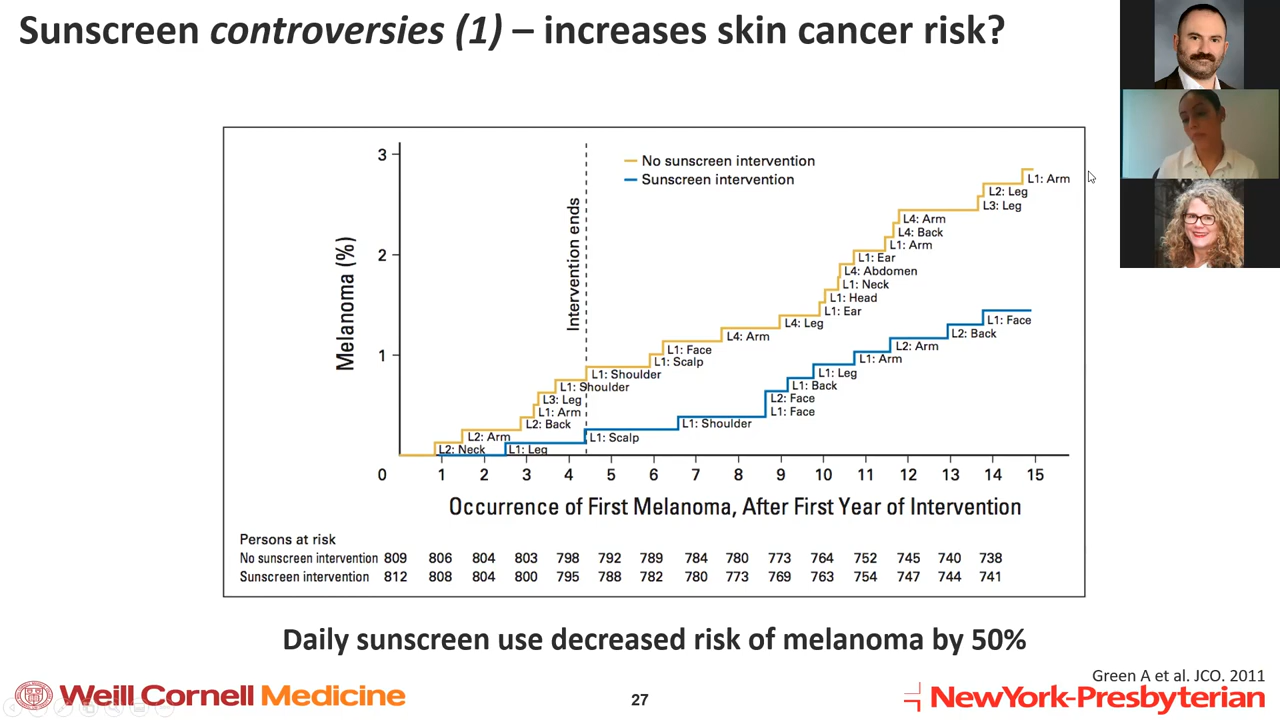 Sunscreen controversies (1) – increases skin cancer risk?
3
2
1
0
Melanoma (%)
Intervention ends
No sunscreen intervention
Sunscreen intervention
L1: Arm
L2: Leg
L3: Leg
L4: Arm
L4: Back
L1: Arm
L1: Ear
L4: Abdomen
L1: Neck
L1: Head
L1: Ear
L4: Leg
L4: Arm
L1: Face
L1: Scalp
L1: Shoulder
L1: Shoulder
L3: Leg
L1: Arm
L2: Back
L2: Arm
L2: Neck
L1: Face
L2: Back
L2: Arm
L1: Arm
L1: Leg
L1: Back
L2: Face
L1: Face
L1: Shoulder
L1: Scalp
L1: Leg
1 2 3 4 5 6 7 8 9 10 11 12 13 14 15
Occurrence of First Melanoma, After First Year of Intervention
Persons at risk
No sunscreen intervention 809 806 804 803 798 792 789 784 780 773 764 752 745 740 738
Sunscreen intervention 812 808 804 800 795 788 782 780 773 769 763 754 747 744 741
Daily sunscreen use decreased risk of melanoma by 50%
Green A et al. JCO. 2011
Weill Cornell Medicine
27
NewYork-Presbyterian